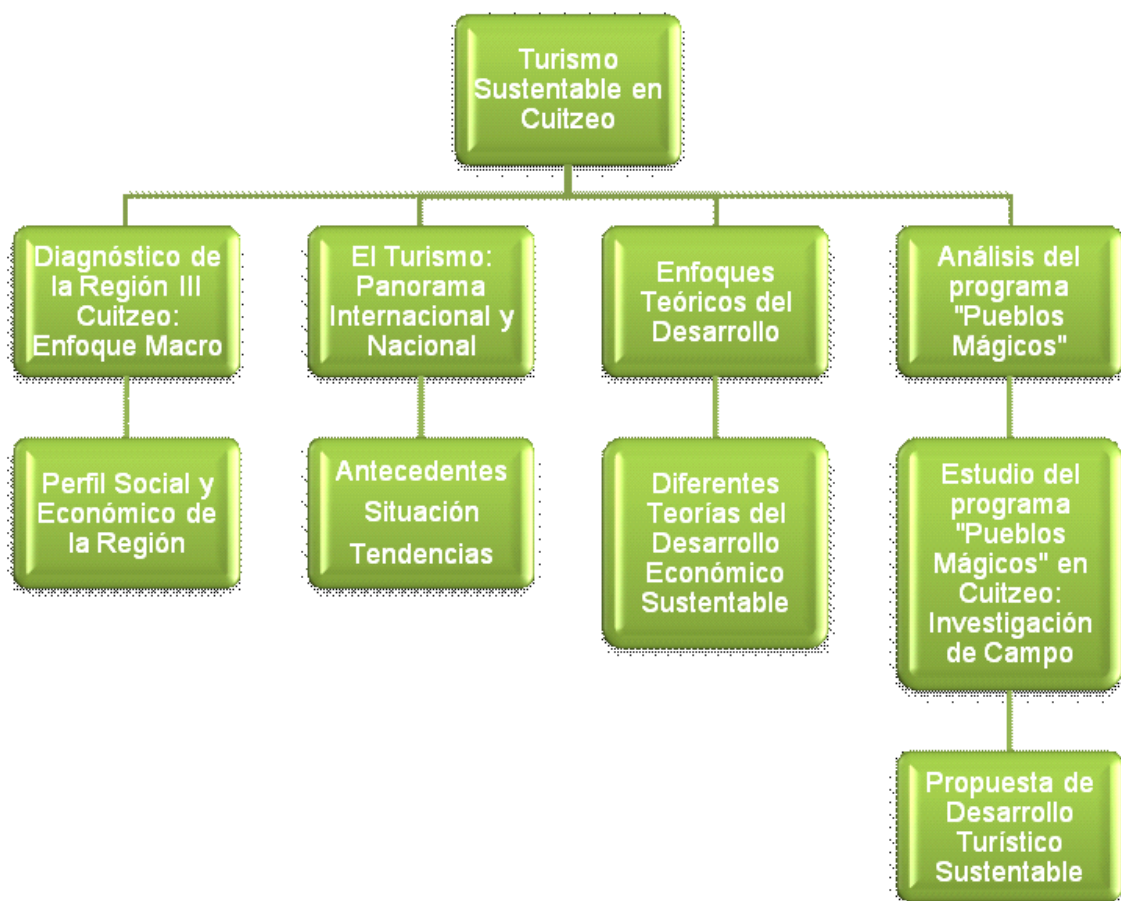 Turismo
Sustentable en
Cuitzeo
Diagnóstico de
la Región III
Cuitzeo:
Enfoque Macro
El Turismo:
Panorama
Internacional y
Nacional
Enfoques
Teóricos del
Desarrollo
Análisis del
programa
"Pueblos
Mágicos"
Perfil Social y
Económico de
la Región
Antecedentes
Situación
Tendencias
Diferentes
Teorías del
Desarrollo
Económico
Sustentable
Estudio del
programa
"Pueblos
Mágicos" en
Cuitzeo:
Investigación
de Campo
Propuesta de
Desarrollo
Turístico
Sustentable